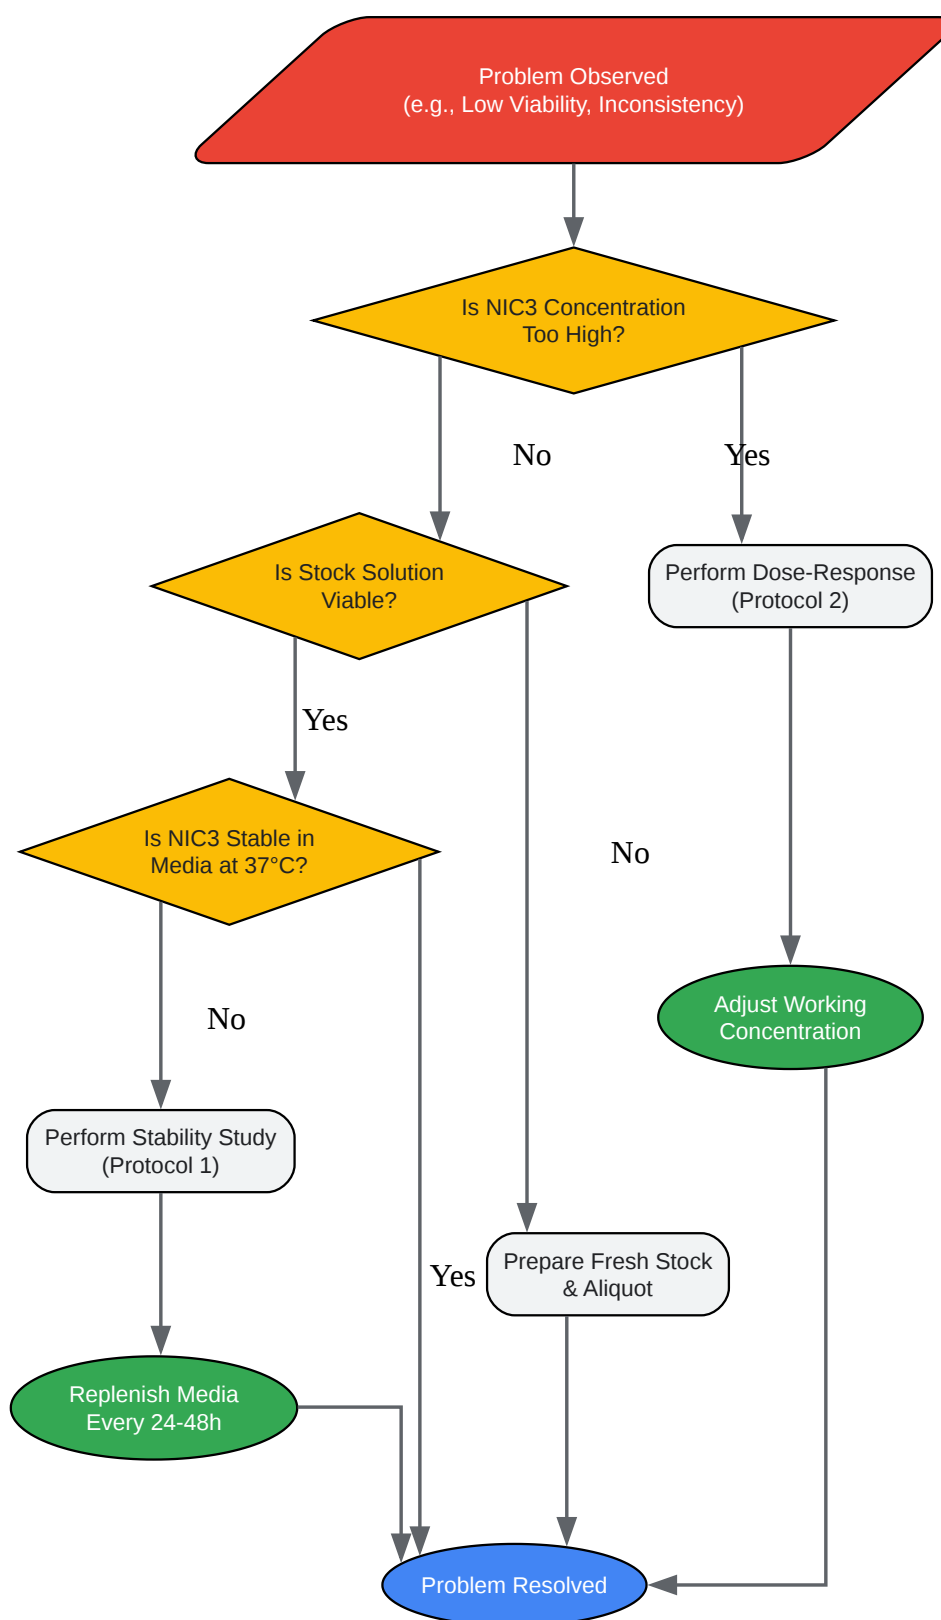 Problem Observed
(e.g., Low Viability, Inconsistency)
Is NIC3 Concentration
Too High?
No
Yes
Is Stock Solution
Viable?
Perform Dose-Response
(Protocol 2)
Yes
Is NIC3 Stable in
Media at 37°C?
No
Adjust Working
Concentration
No
Perform Stability Study
(Protocol 1)
Yes
Prepare Fresh Stock
& Aliquot
Replenish Media
Every 24-48h
Problem Resolved